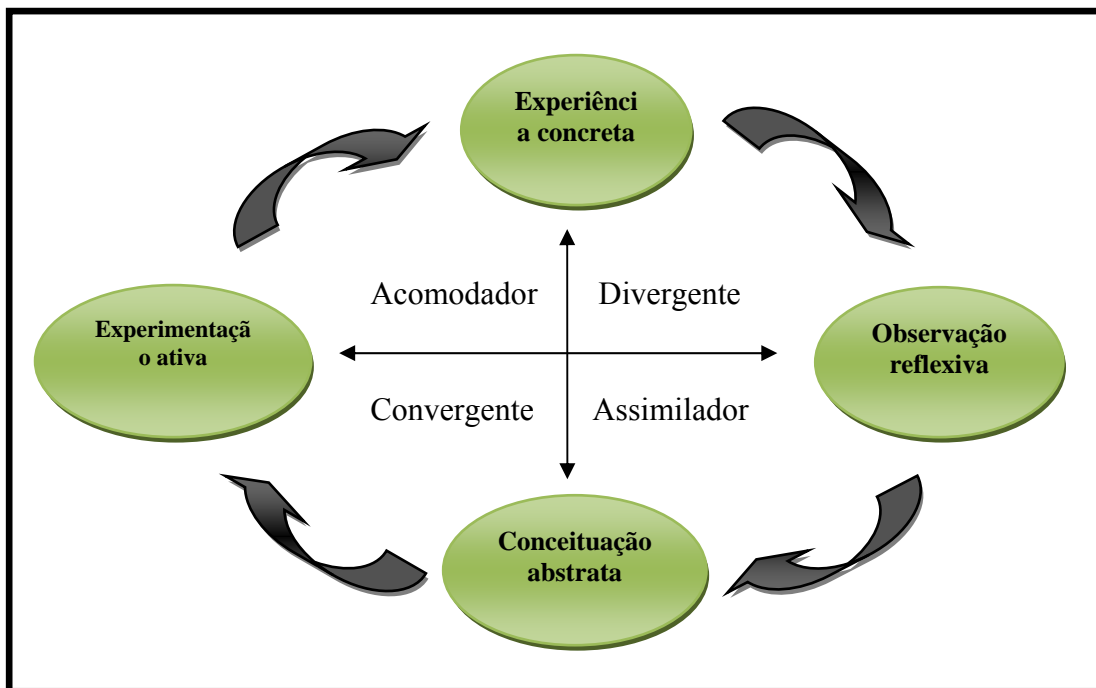 Experiênci
a concreta
Acomodador
Divergente
Experimentaçã
o ativa
Observação
reflexiva
Convergente
Assimilador
Conceituação
abstrata